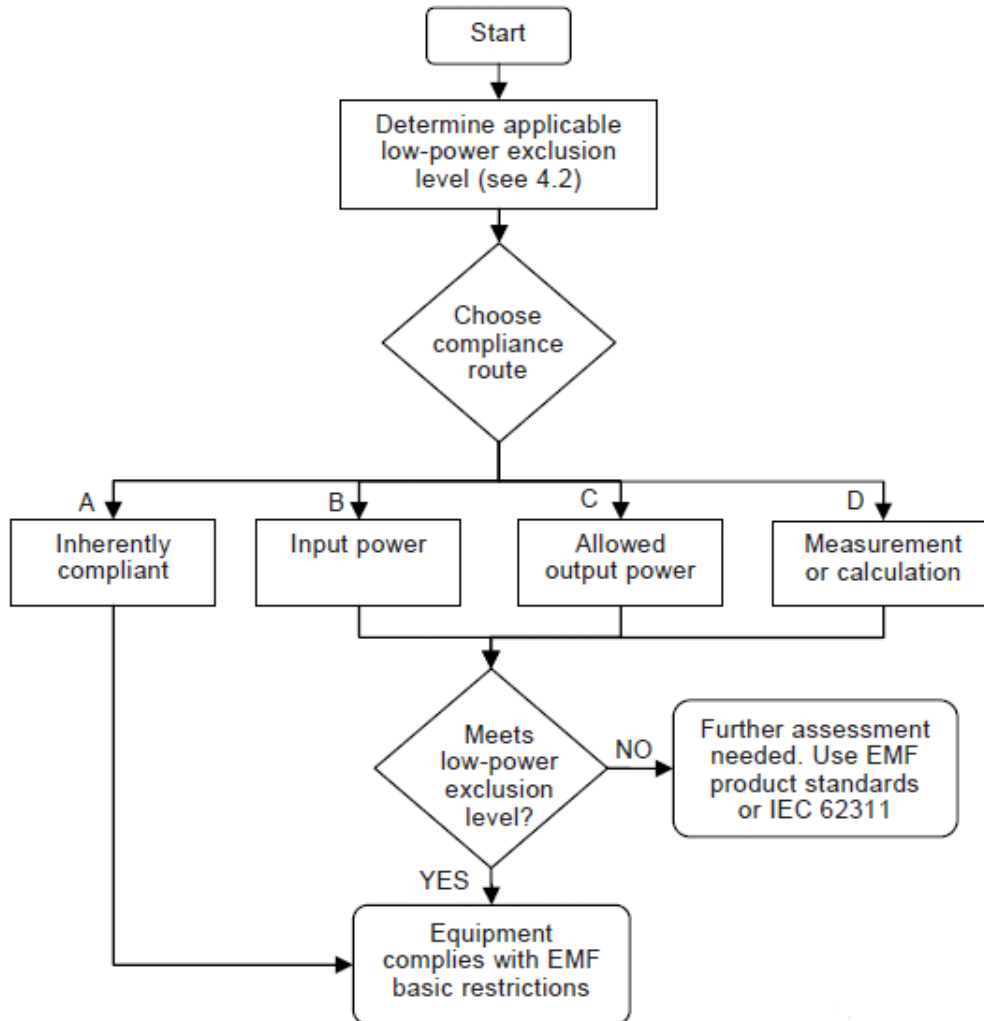 Start
Determine applicable
low-power exclusion
level (see 4.2)
Choose
compliance
route
A
B
C
D
Inherently
compliant
Input power
Allowed
output power
Measurement
or calculation
Meets
low-power
exclusion
level?
NO
Further assessment
needed. Use EMF
product standards
or IEC 62311
YES
Equipment
complies with EMF
basic restrictions